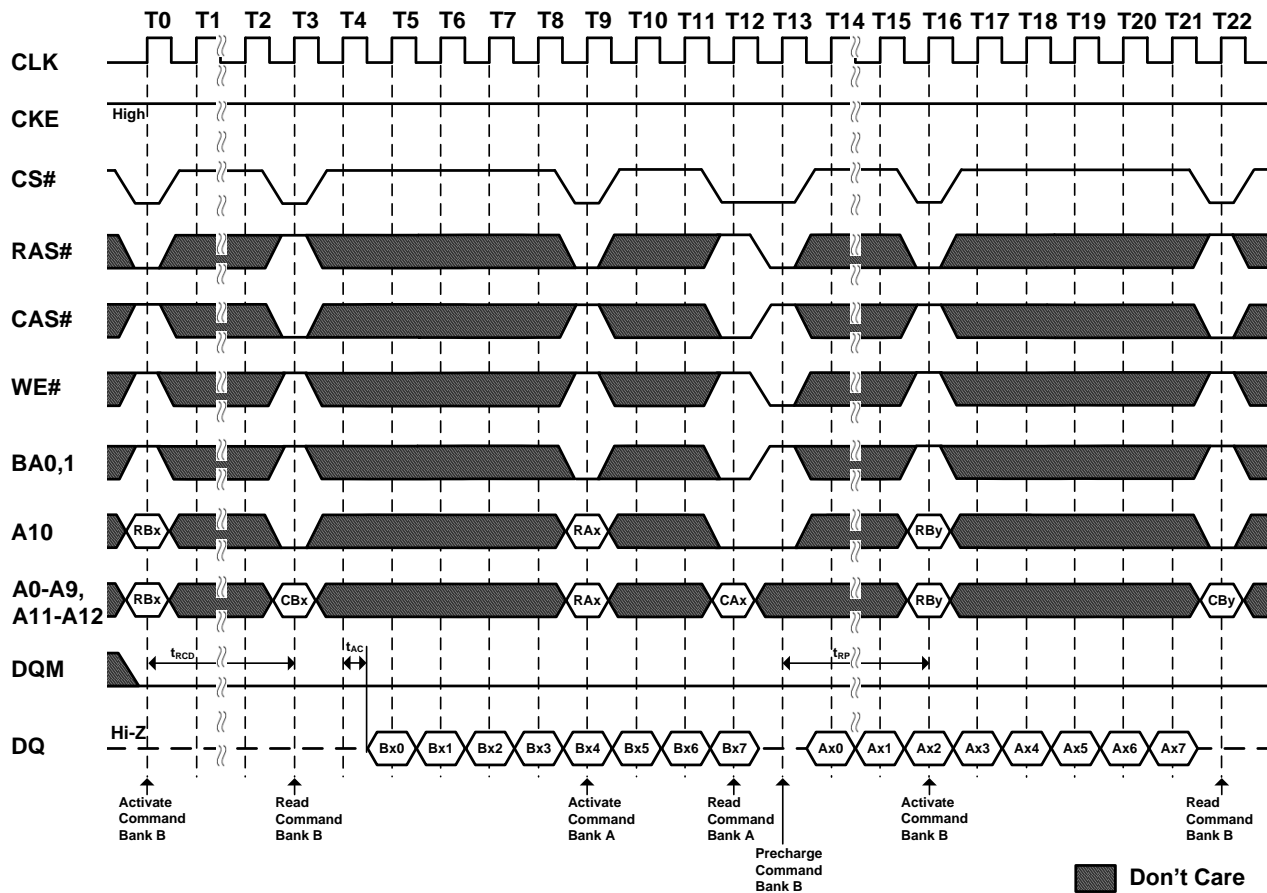 T0 T1 T2 T3 T4 T5 T6 T7 T8 T9 T10 T11 T12 T13 T14 T15 T16 T17 T18 T19 T20 T21 T22
CLK
CKE High
CS#
RAS#
CAS#
WE#
BA0,1
A10 RBx RAx RBy
A0-A9,
A11-A12 RBx CBx RAx CAx RBy CBy
tRCD tAC tRP
DQM
DQ Hi-Z Bx0 Bx1 Bx2 Bx3 Bx4 Bx5 Bx6 Bx7 Ax0 Ax1 Ax2 Ax3 Ax4 Ax5 Ax6 Ax7
Activate
Command
Bank B
Read
Command
Bank B
Activate
Command
Bank A
Read
Command
Bank A
Precharge
Command
Bank B
Activate
Command
Bank B
Read
Command
Bank B
Don't Care